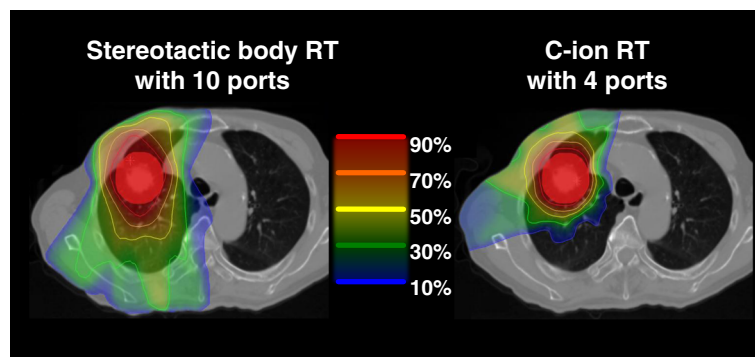 Stereotactic body RT
with 10 ports
C-ion RT
with 4 ports
90%
70%
50%
30%
10%